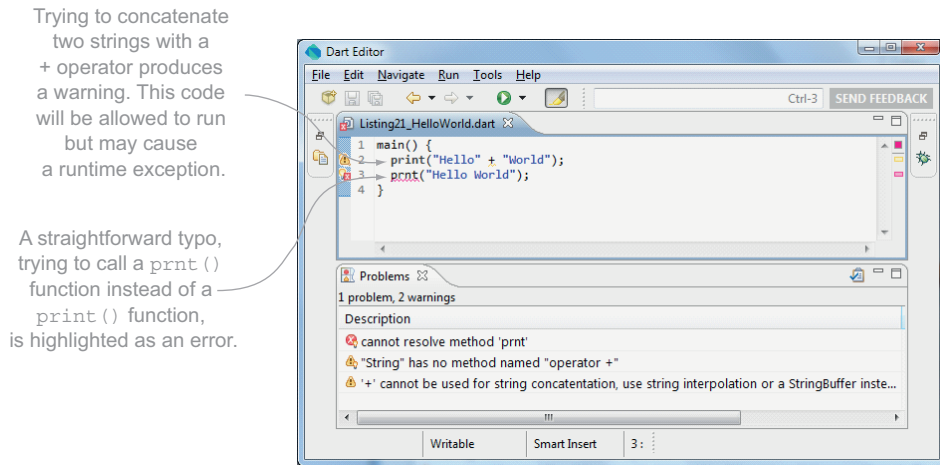 Trying to concatenate
two strings with a
+ operator produces
a warning. This code
will be allowed to run
but may cause
a runtime exception.
A straightforward typo,
trying to call a prnt()
function instead of a
print() function,
is highlighted as an error.
Dart Editor
File Edit Navigate Run Tools Help
Ctrl-3 SEND FEEDBACK
Listing21_HelloWorld.dart
1 main() {
2 print("Hello" + "World");
3 prnt("Hello World");
4 }
Problems
1 problem, 2 warnings
Description
cannot resolve method 'prnt'
"String" has no method named "operator +"
'+' cannot be used for string concatentation, use string interpolation or a StringBuffer inste...
Writable Smart Insert 3 :